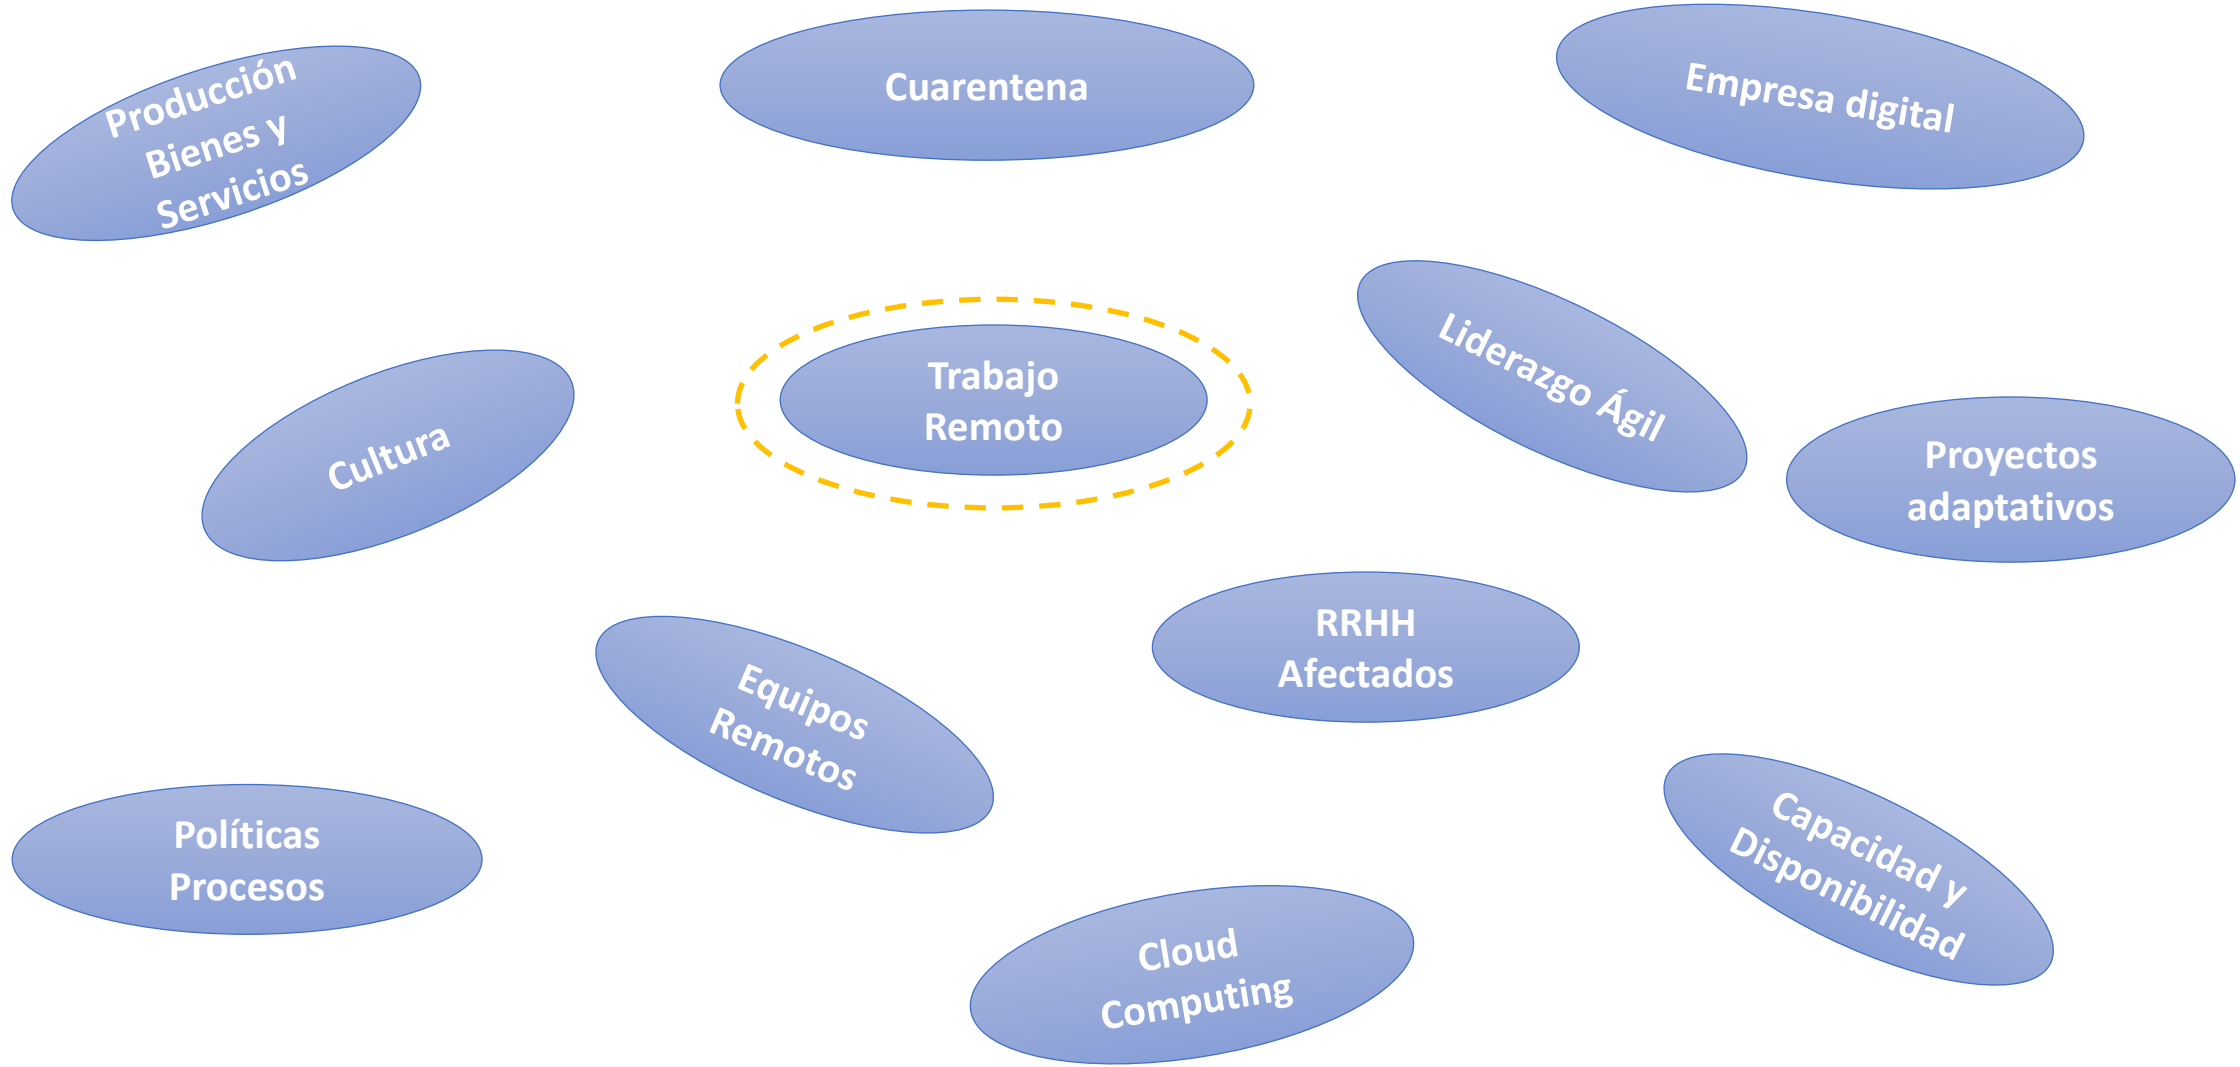 Producción
Bienes y
Servicios
Cuarentena
Empresa digital
Cultura
Trabajo
Remoto
Liderazgo Ágil
Proyectos
adaptativos
Equipos
Remotos
RRHH
Afectados
Políticas
Procesos
Cloud
Computing
Capacidad y
Disponibilidad